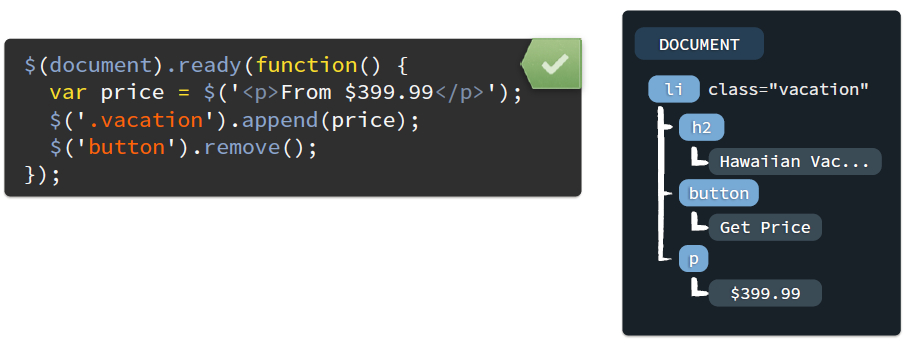 $(document).ready(function() {
  var price = $('<p>From $399.99</p>');
  $('.vacation').append(price);
  $('button').remove();
});
DOCUMENT
li class="vacation"
h2
Hawaiian Vac...
button
Get Price
p
$399.99